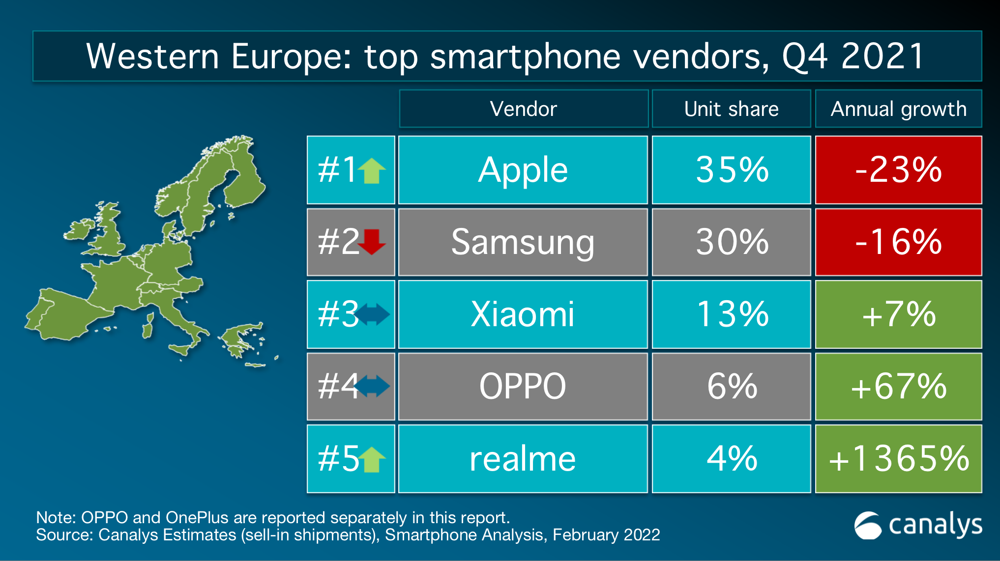 Western Europe: top smartphone vendors, Q4 2021
Vendor Unit share Annual growth
#1 Apple 35% -23%
#2 Samsung 30% -16%
#3 Xiaomi 13% +7%
#4 OPPO 6% +67%
#5 realme 4% +1365%
Note: OPPO and OnePlus are reported separately in this report.
Source: Canalys Estimates (sell-in shipments), Smartphone Analysis, February 2022
canalys